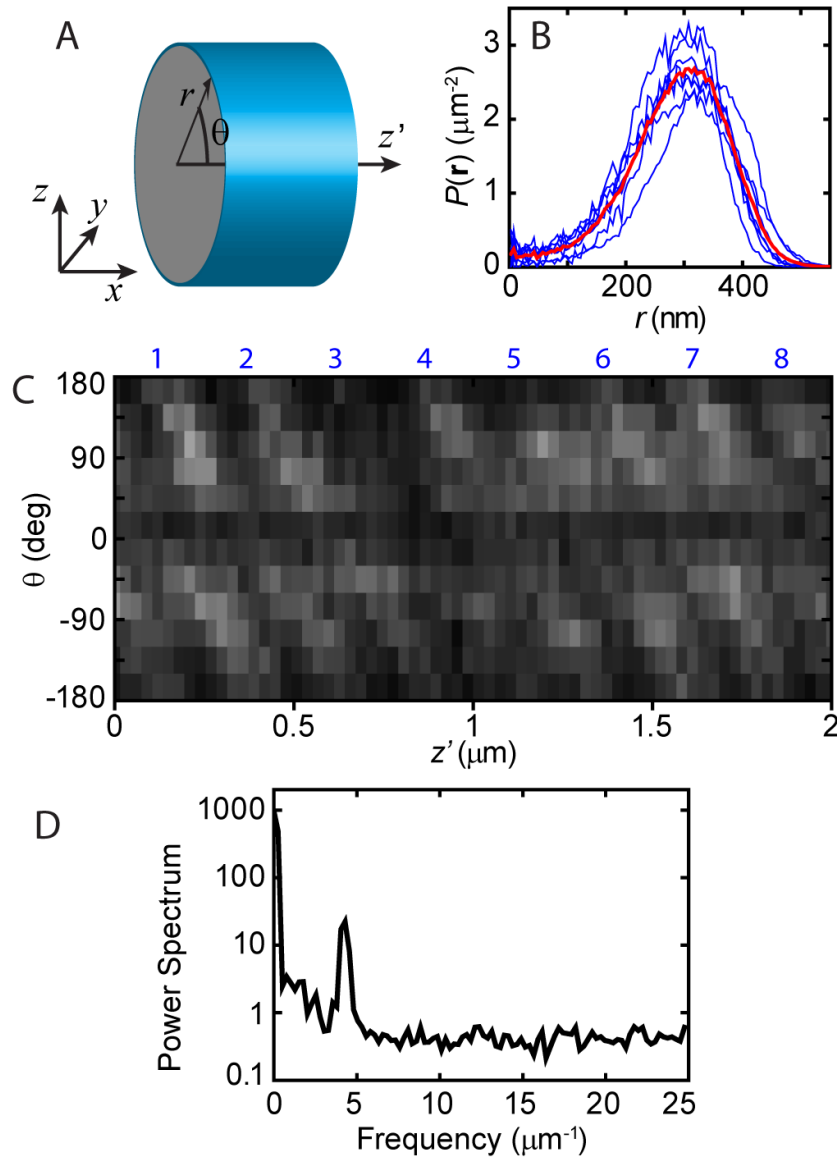 A
r
θ
z'
z
y
x
B
3
2
1
0
P(r) (μm-2)
0
200
400
r (nm)
C
1 2 3 4 5 6 7 8
180
90
0
-90
-180
θ (deg)
0 0.5 1 1.5 2
z' (μm)
D
1000
100
10
1
0.1
Power Spectrum
0 5 10 15 20 25
Frequency (μm-1)